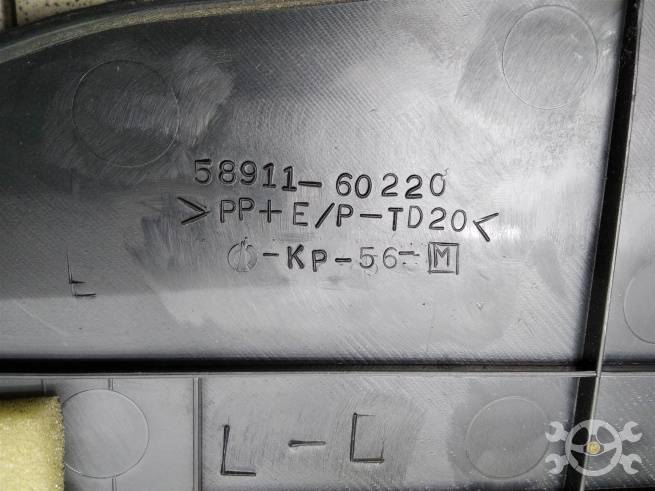 58911-60220
>PP+E/P-TD20<
-KP-56-M
L
L-C